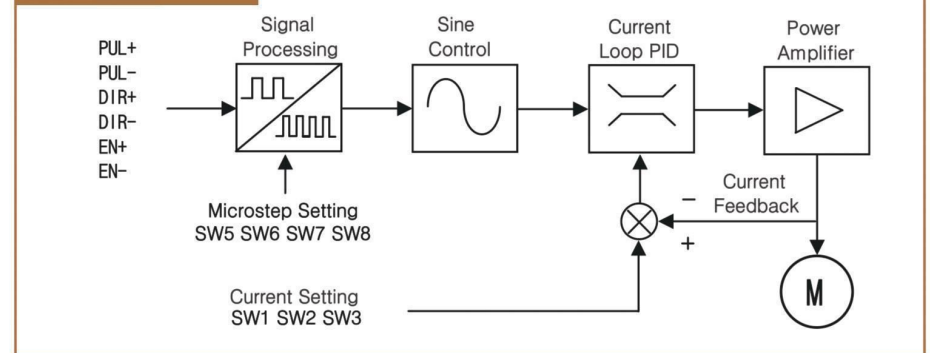 PUL+
PUL-
DIR+
DIR-
EN+
EN-
Signal
Processing
Sine
Control
Current
Loop PID
Power
Amplifier
Microstep Setting
SW5 SW6 SW7 SW8
Current
Feedback
-
+
Current Setting
SW1 SW2 SW3
M